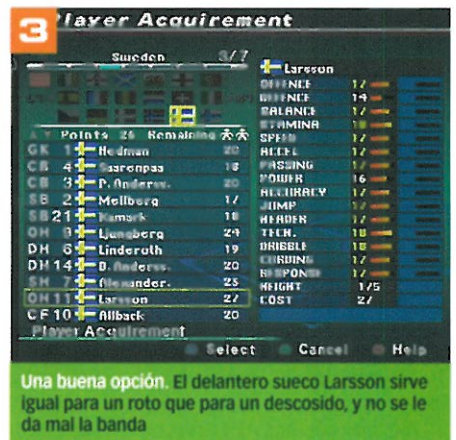 3
Player Acquirement
Sweden 3/7
Larsson
OFFENCE 17
DEFENCE 14
BALANCE 17
STAMINA 18
SPEED 17
ACCEL 17
PASSING 17
POWER 16
ACCURACY 17
JUMP 17
HEADER 17
TECH. 18
DRIBBLE 18
CURVING 17
RESPONSE 17
HEIGHT 175
COST 27
Points 26 Remaining
GK 1 Hedman 20
CB 4 Saarenpaa 18
CB 3 P. Anderss. 20
SB 2 Mellberg 17
SB 21 Kamark 18
OH 9 Ljungberg 24
DH 6 Linderoth 19
DH 14 D. Anderss. 20
SH 7 Alexander. 25
OH 11 Larsson 27
CF 10 Allback 20
Player Acquirement
Select Cancel Help
Una buena opción. El delantero sueco Larsson sirve
igual para un roto que para un descosido, y no se le
da mal la banda